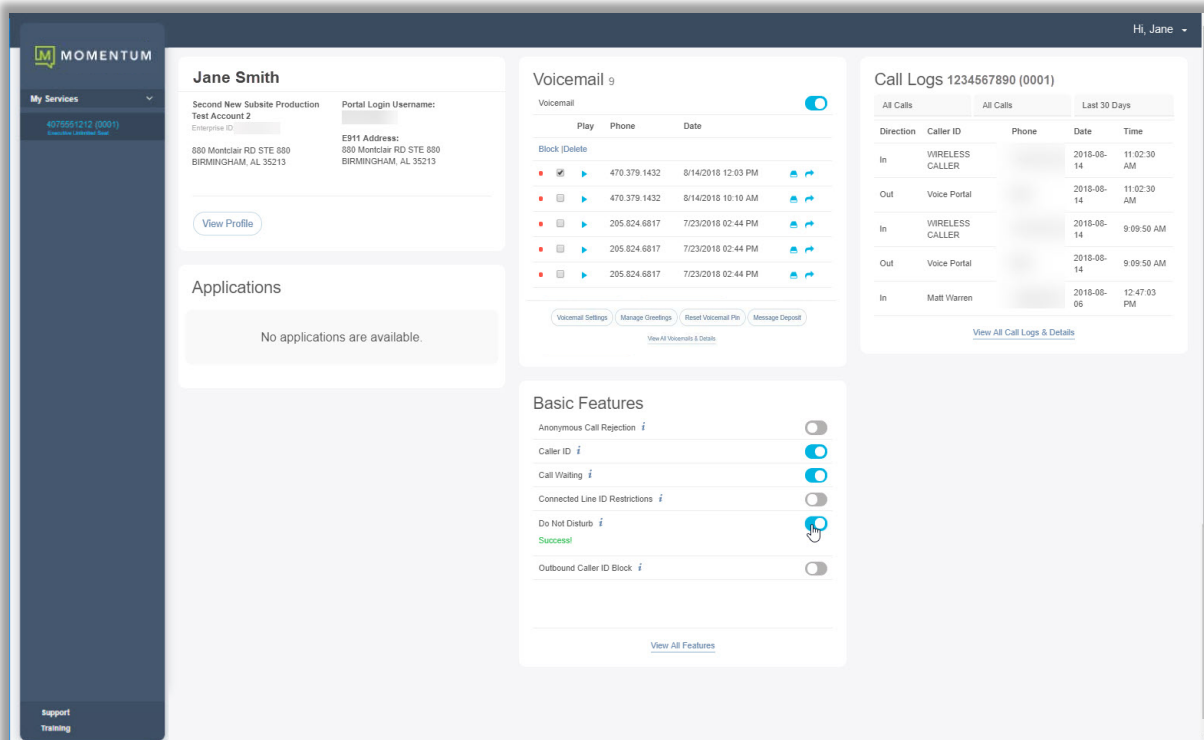 Hi, Jane
MOMENTUM
My Services
4075551212 (0001)
Executive Unlimited Seat
Jane Smith
Second New Subsite Production
Test Account 2
Enterprise ID
880 Montclair RD STE 880
BIRMINGHAM, AL 35213
Portal Login Username:
E911 Address:
880 Montclair RD STE 880
BIRMINGHAM, AL 35213
View Profile
Applications
No applications are available.
Voicemail 9
Voicemail
Play Phone Date
Block |Delete
470.379.1432 8/14/2018 12:03 PM
470.379.1432 8/14/2018 10:10 AM
205.824.6817 7/23/2018 02:44 PM
205.824.6817 7/23/2018 02:44 PM
205.824.6817 7/23/2018 02:44 PM
Voicemail Settings Manage Greetings Reset Voicemail Pin Message Deposit
View All Voicemails & Details
Basic Features
Anonymous Call Rejection i
Caller ID i
Call Waiting i
Connected Line ID Restrictions i
Do Not Disturb i
Success!
Outbound Caller ID Block i
View All Features
Call Logs 1234567890 (0001)
All Calls All Calls Last 30 Days
Direction Caller ID Phone Date Time
In WIRELESS CALLER 2018-08-14 11:02:30 AM
Out Voice Portal 2018-08-14 11:02:30 AM
In WIRELESS CALLER 2018-08-14 9:09:50 AM
Out Voice Portal 2018-08-14 9:09:50 AM
In Matt Warren 2018-08-06 12:47:03 PM
View All Call Logs & Details
Support
Training